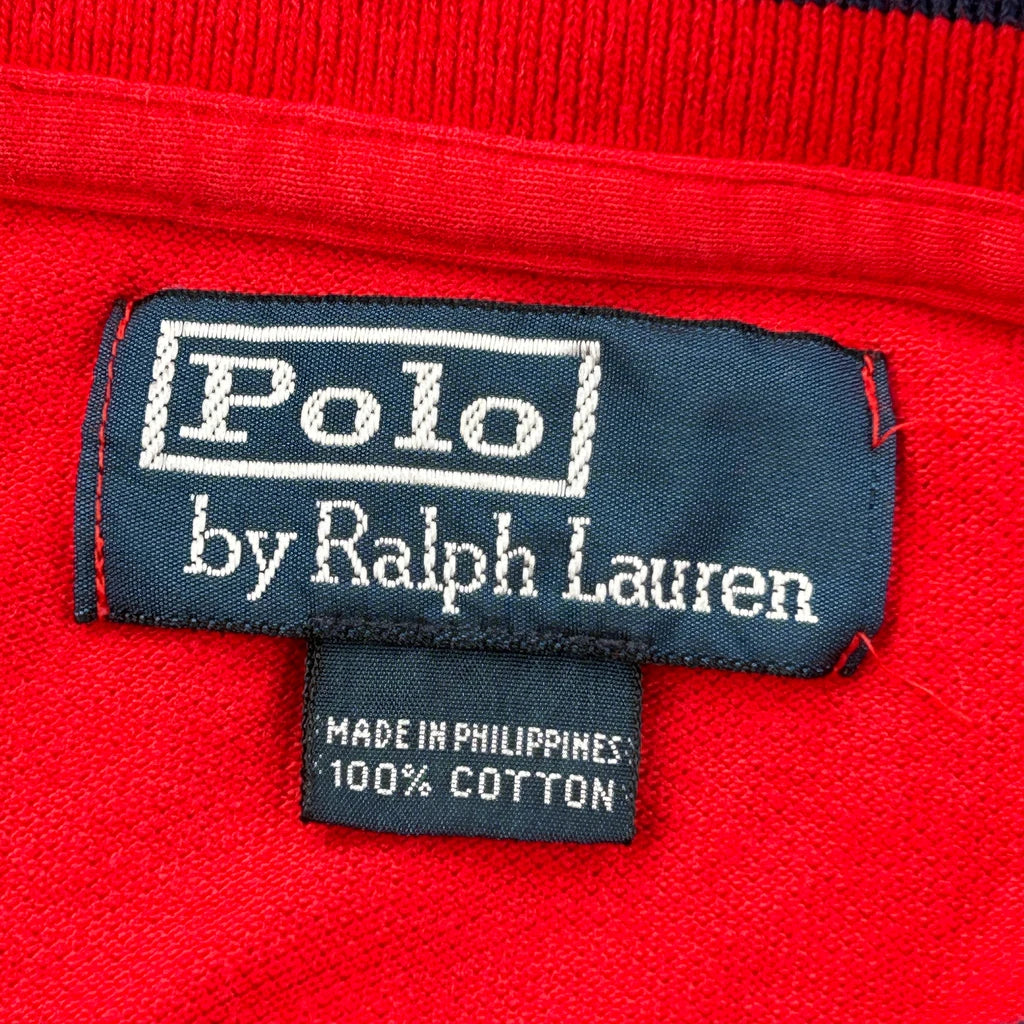 Polo
by Ralph Lauren
MADE IN PHILIPPINES
100% COTTON